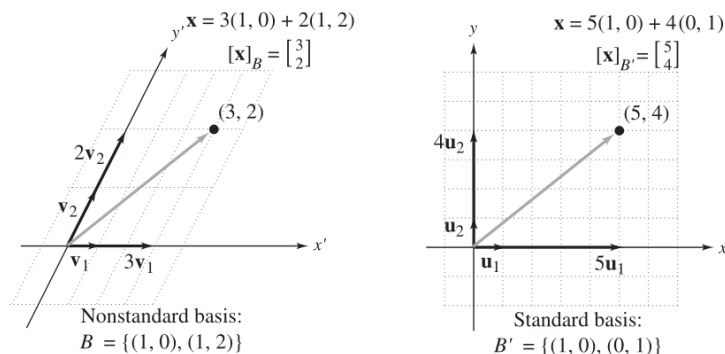 x = 3(1, 0) + 2(1, 2)
y′
[x]_B = [3 2]
(3, 2)
2v₂
v₂
x′
v₁ 3v₁
Nonstandard basis:
B = {(1, 0), (1, 2)}
x = 5(1, 0) + 4(0, 1)
y
[x]_B′ = [5 4]
(5, 4)
4u₂
u₂
x
u₁ 5u₁
Standard basis:
B′ = {(1, 0), (0, 1)}